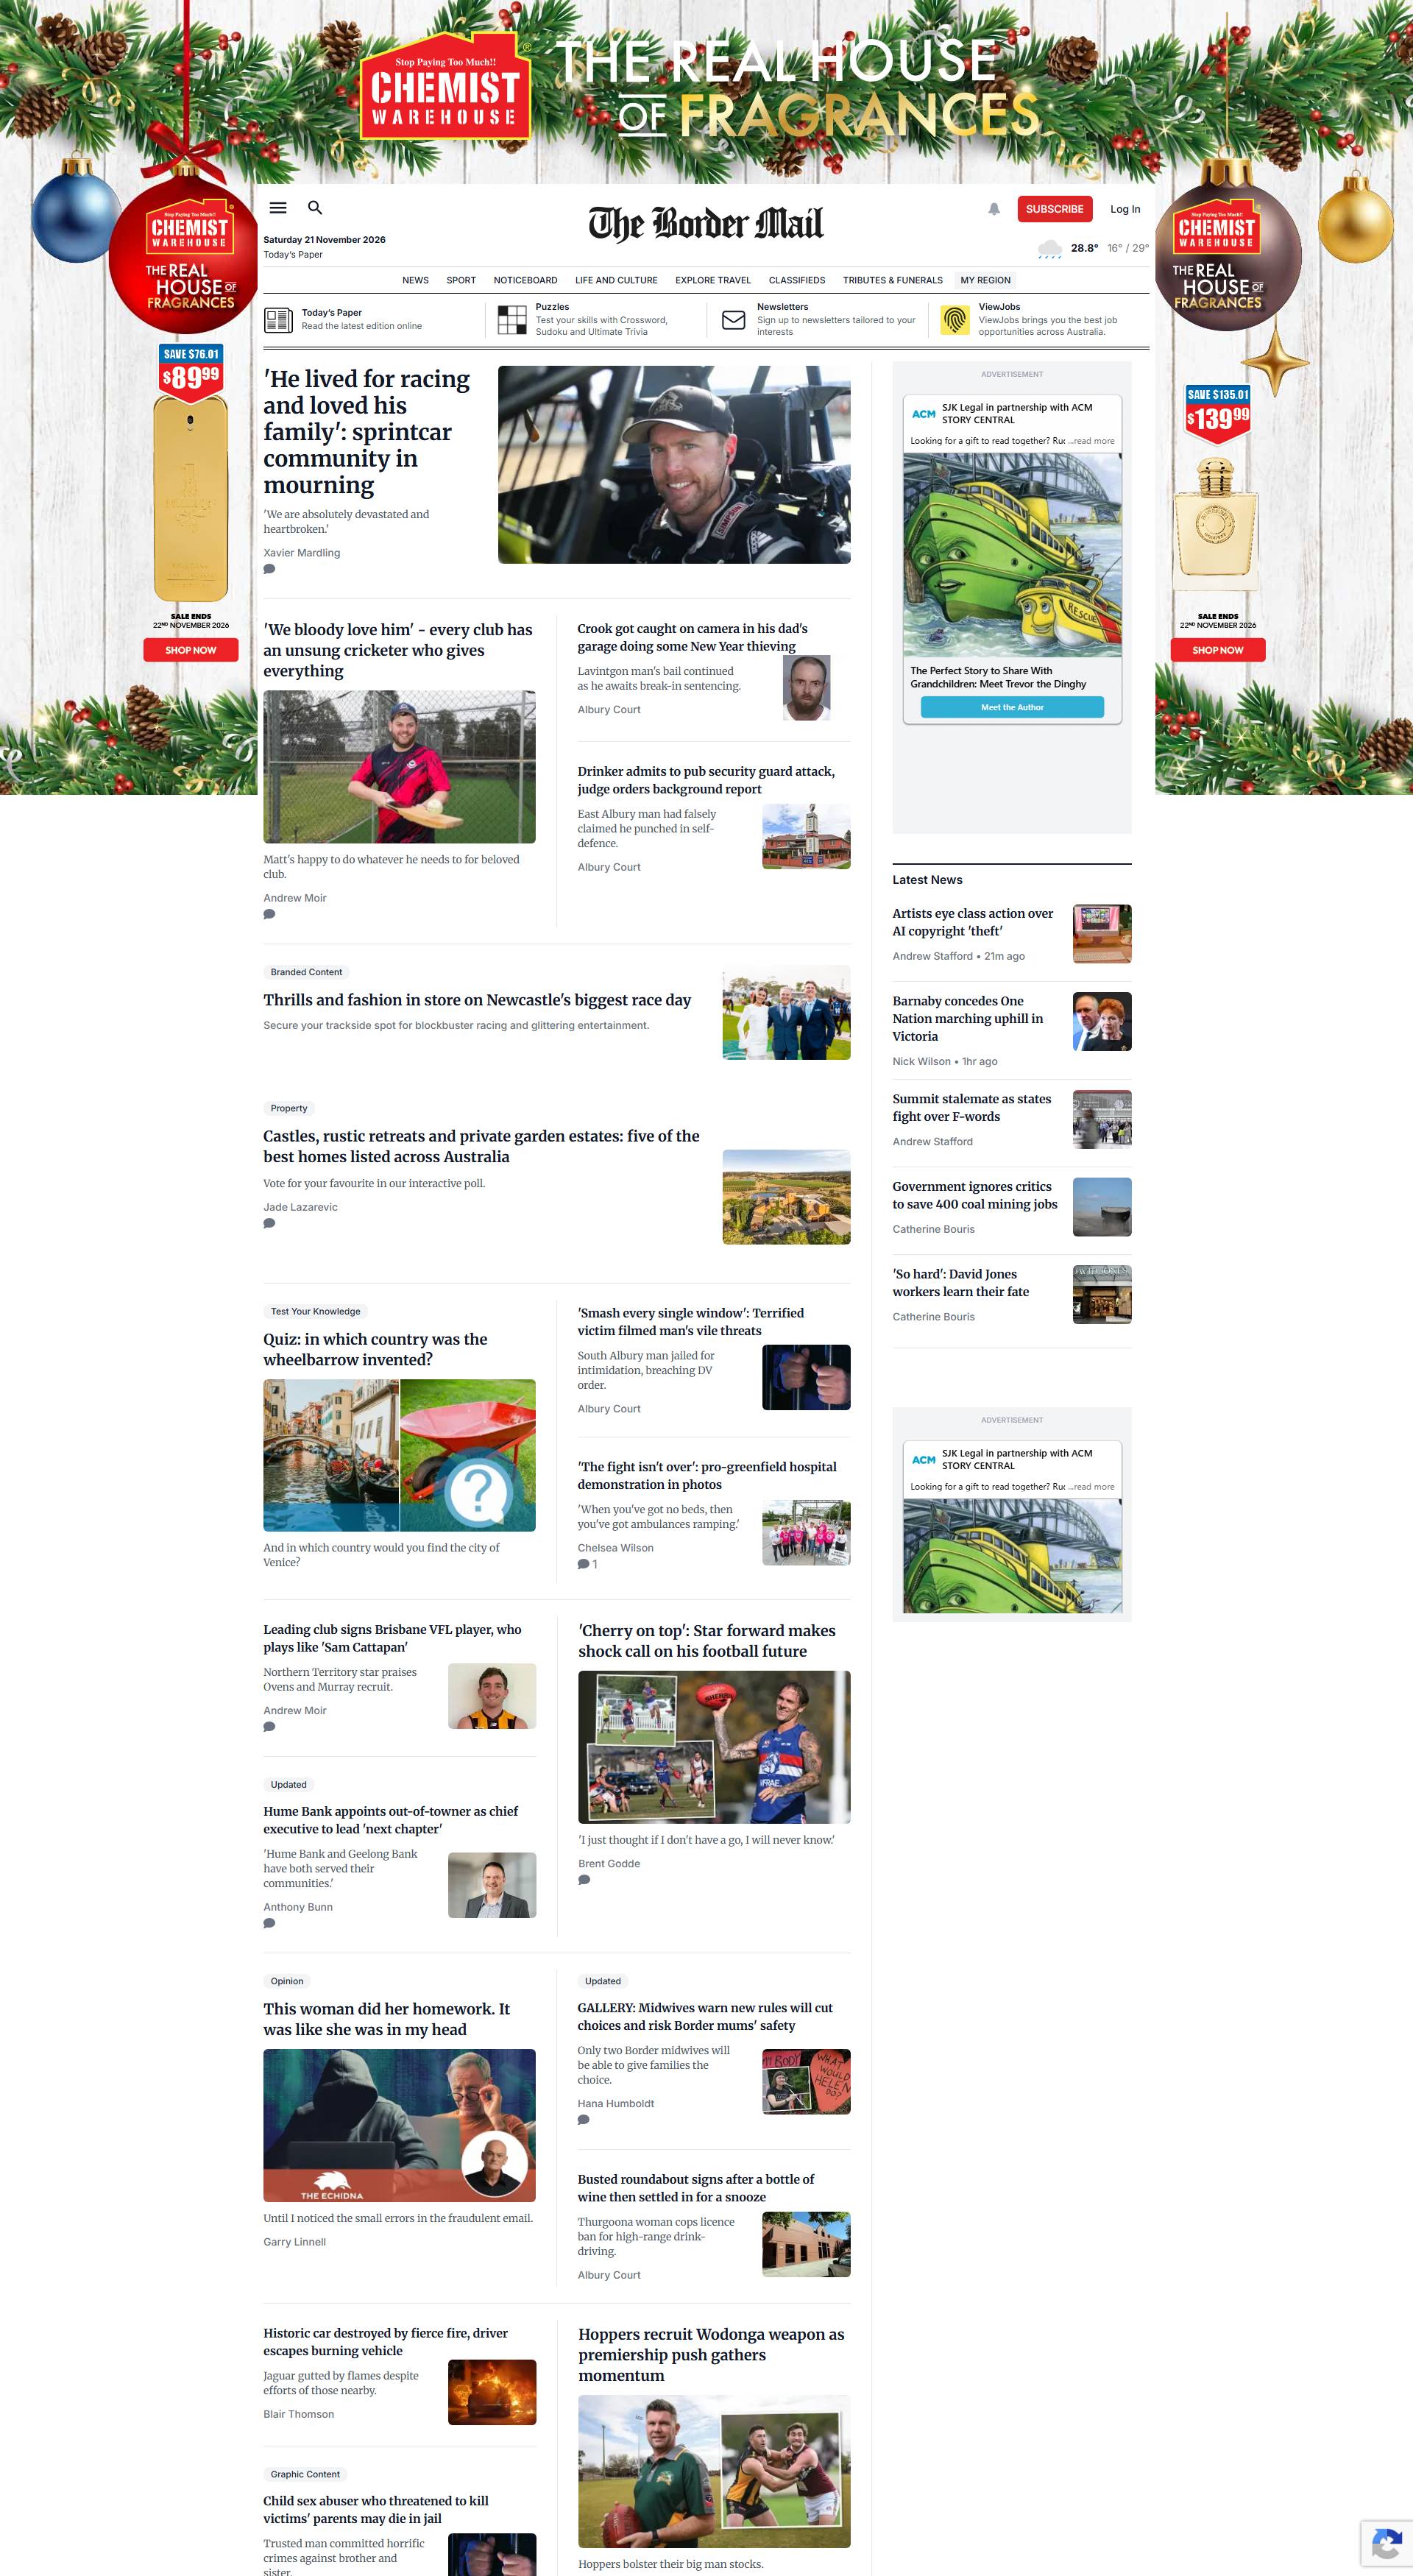 Stop Paying Too Much!!
CHEMIST
WAREHOUSE
THE REAL HOUSE
OF FRAGRANCES
Stop Paying Too Much!!
CHEMIST
WAREHOUSE
THE REAL
HOUSE OF
FRAGRANCES
SAVE $76.01
$89.99
SALE ENDS
22ND NOVEMBER 2026
SHOP NOW
Stop Paying Too Much!!
CHEMIST
WAREHOUSE
THE REAL
HOUSE OF
FRAGRANCES
SAVE $135.01
$139.99
SALE ENDS
22ND NOVEMBER 2026
SHOP NOW
The Border Mail
SUBSCRIBE
Log In
Saturday 21 November 2026
Today's Paper
28.8° 16° / 29°
NEWS SPORT NOTICEBOARD LIFE AND CULTURE EXPLORE TRAVEL CLASSIFIEDS TRIBUTES & FUNERALS MY REGION
Today's Paper
Read the latest edition online
Puzzles
Test your skills with Crossword,
Sudoku and Ultimate Trivia
Newsletters
Sign up to newsletters tailored to your
interests
ViewJobs
ViewJobs brings you the best job
opportunities across Australia.
'He lived for racing
and loved his
family': sprintcar
community in
mourning
'We are absolutely devastated and
heartbroken.'
Xavier Mardling
SIMPSON
'We bloody love him' - every club has
an unsung cricketer who gives
everything
Matt's happy to do whatever he needs to for beloved
club.
Andrew Moir
Crook got caught on camera in his dad's
garage doing some New Year thieving
Lavintgon man's bail continued
as he awaits break-in sentencing.
Albury Court
Drinker admits to pub security guard attack,
judge orders background report
East Albury man had falsely
claimed he punched in self-
defence.
Albury Court
Branded Content
Thrills and fashion in store on Newcastle's biggest race day
Secure your trackside spot for blockbuster racing and glittering entertainment.
Property
Castles, rustic retreats and private garden estates: five of the
best homes listed across Australia
Vote for your favourite in our interactive poll.
Jade Lazarevic
Test Your Knowledge
Quiz: in which country was the
wheelbarrow invented?
?
And in which country would you find the city of
Venice?
'Smash every single window': Terrified
victim filmed man's vile threats
South Albury man jailed for
intimidation, breaching DV
order.
Albury Court
'The fight isn't over': pro-greenfield hospital
demonstration in photos
'When you've got no beds, then
you've got ambulances ramping.'
Chelsea Wilson
1
Leading club signs Brisbane VFL player, who
plays like 'Sam Cattapan'
Northern Territory star praises
Ovens and Murray recruit.
Andrew Moir
Updated
Hume Bank appoints out-of-towner as chief
executive to lead 'next chapter'
'Hume Bank and Geelong Bank
have both served their
communities.'
Anthony Bunn
'Cherry on top': Star forward makes
shock call on his football future
SHERRIN
'I just thought if I don't have a go, I will never know.'
Brent Godde
Opinion
This woman did her homework. It
was like she was in my head
THE ECHIDNA
Until I noticed the small errors in the fraudulent email.
Garry Linnell
Updated
GALLERY: Midwives warn new rules will cut
choices and risk Border mums' safety
Only two Border midwives will
be able to give families the
choice.
Hana Humboldt
WHAT
WOULD
HELEN
DO?
Busted roundabout signs after a bottle of
wine then settled in for a snooze
Thurgoona woman cops licence
ban for high-range drink-
driving.
Albury Court
Historic car destroyed by fierce fire, driver
escapes burning vehicle
Jaguar gutted by flames despite
efforts of those nearby.
Blair Thomson
Graphic Content
Child sex abuser who threatened to kill
victims' parents may die in jail
Trusted man committed horrific
crimes against brother and
sister.
Hoppers recruit Wodonga weapon as
premiership push gathers
momentum
Hoppers bolster their big man stocks.
ADVERTISEMENT
ACM
SJK Legal in partnership with ACM
STORY CENTRAL
Looking for a gift to read together? Ru ...read more
RESCUE
The Perfect Story to Share With
Grandchildren: Meet Trevor the Dinghy
Meet the Author
Latest News
Artists eye class action over
AI copyright 'theft'
Andrew Stafford • 21m ago
Barnaby concedes One
Nation marching uphill in
Victoria
Nick Wilson • 1hr ago
Summit stalemate as states
fight over F-words
Andrew Stafford
Government ignores critics
to save 400 coal mining jobs
Catherine Bouris
'So hard': David Jones
workers learn their fate
Catherine Bouris
ADVERTISEMENT
ACM
SJK Legal in partnership with ACM
STORY CENTRAL
Looking for a gift to read together? Ru ...read more